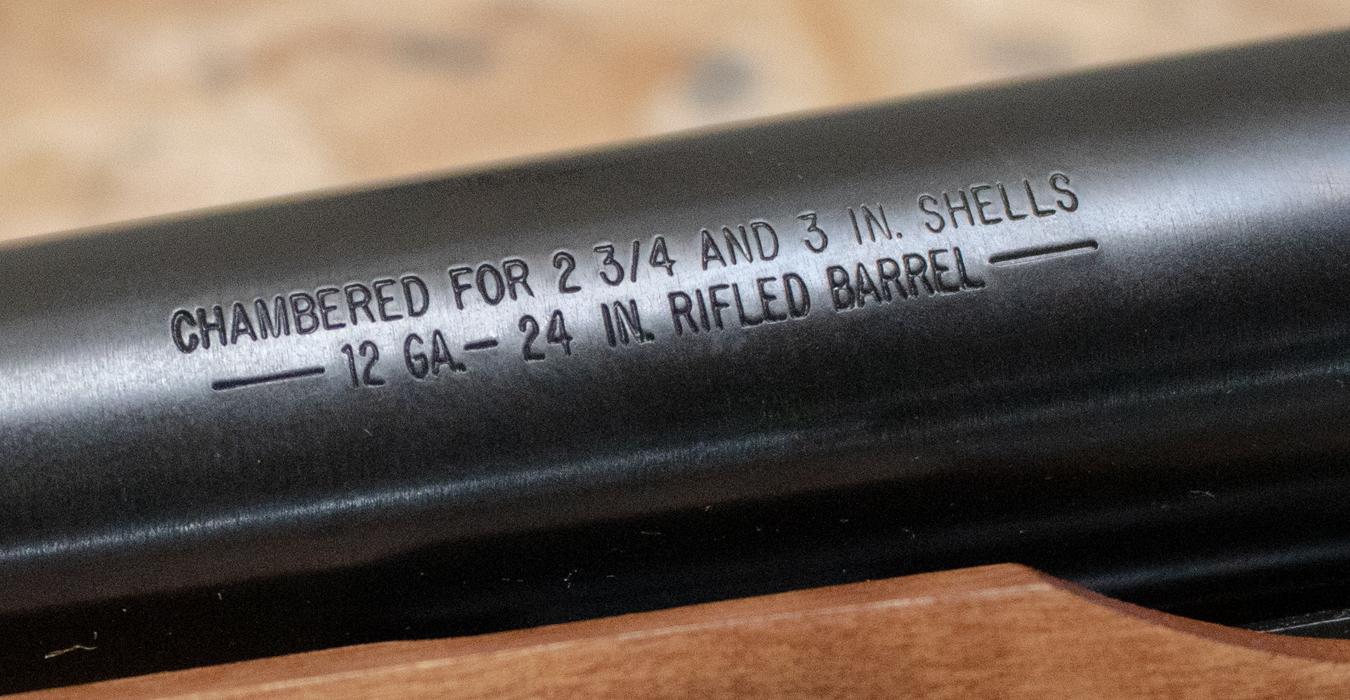 CHAMBERED FOR 2 3/4 AND 3 IN. SHELLS
— 12 GA.– 24 IN. RIFLED BARREL —